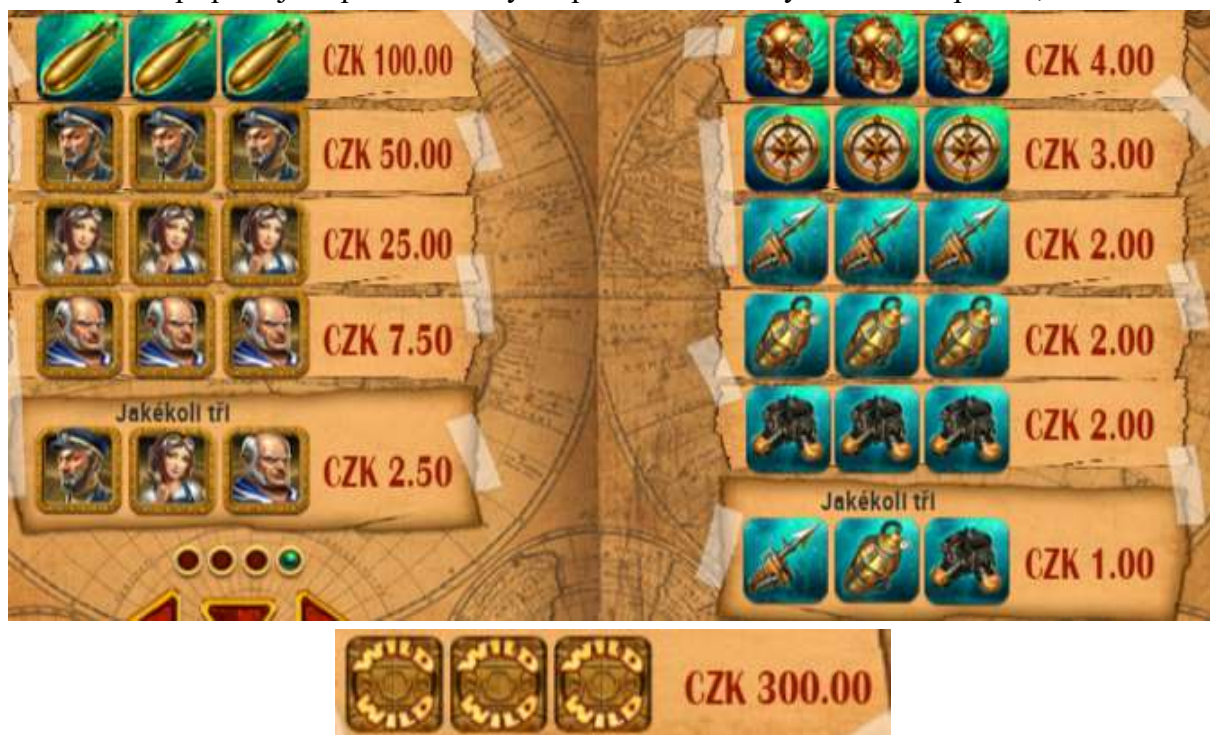 CZK 100.00
CZK 50.00
CZK 25.00
CZK 7.50
Jakékoli tři
CZK 2.50
CZK 4.00
CZK 3.00
CZK 2.00
CZK 2.00
CZK 2.00
Jakékoli tři
CZK 1.00
WILD WILD WILD CZK 300.00
WILD WILD WILD